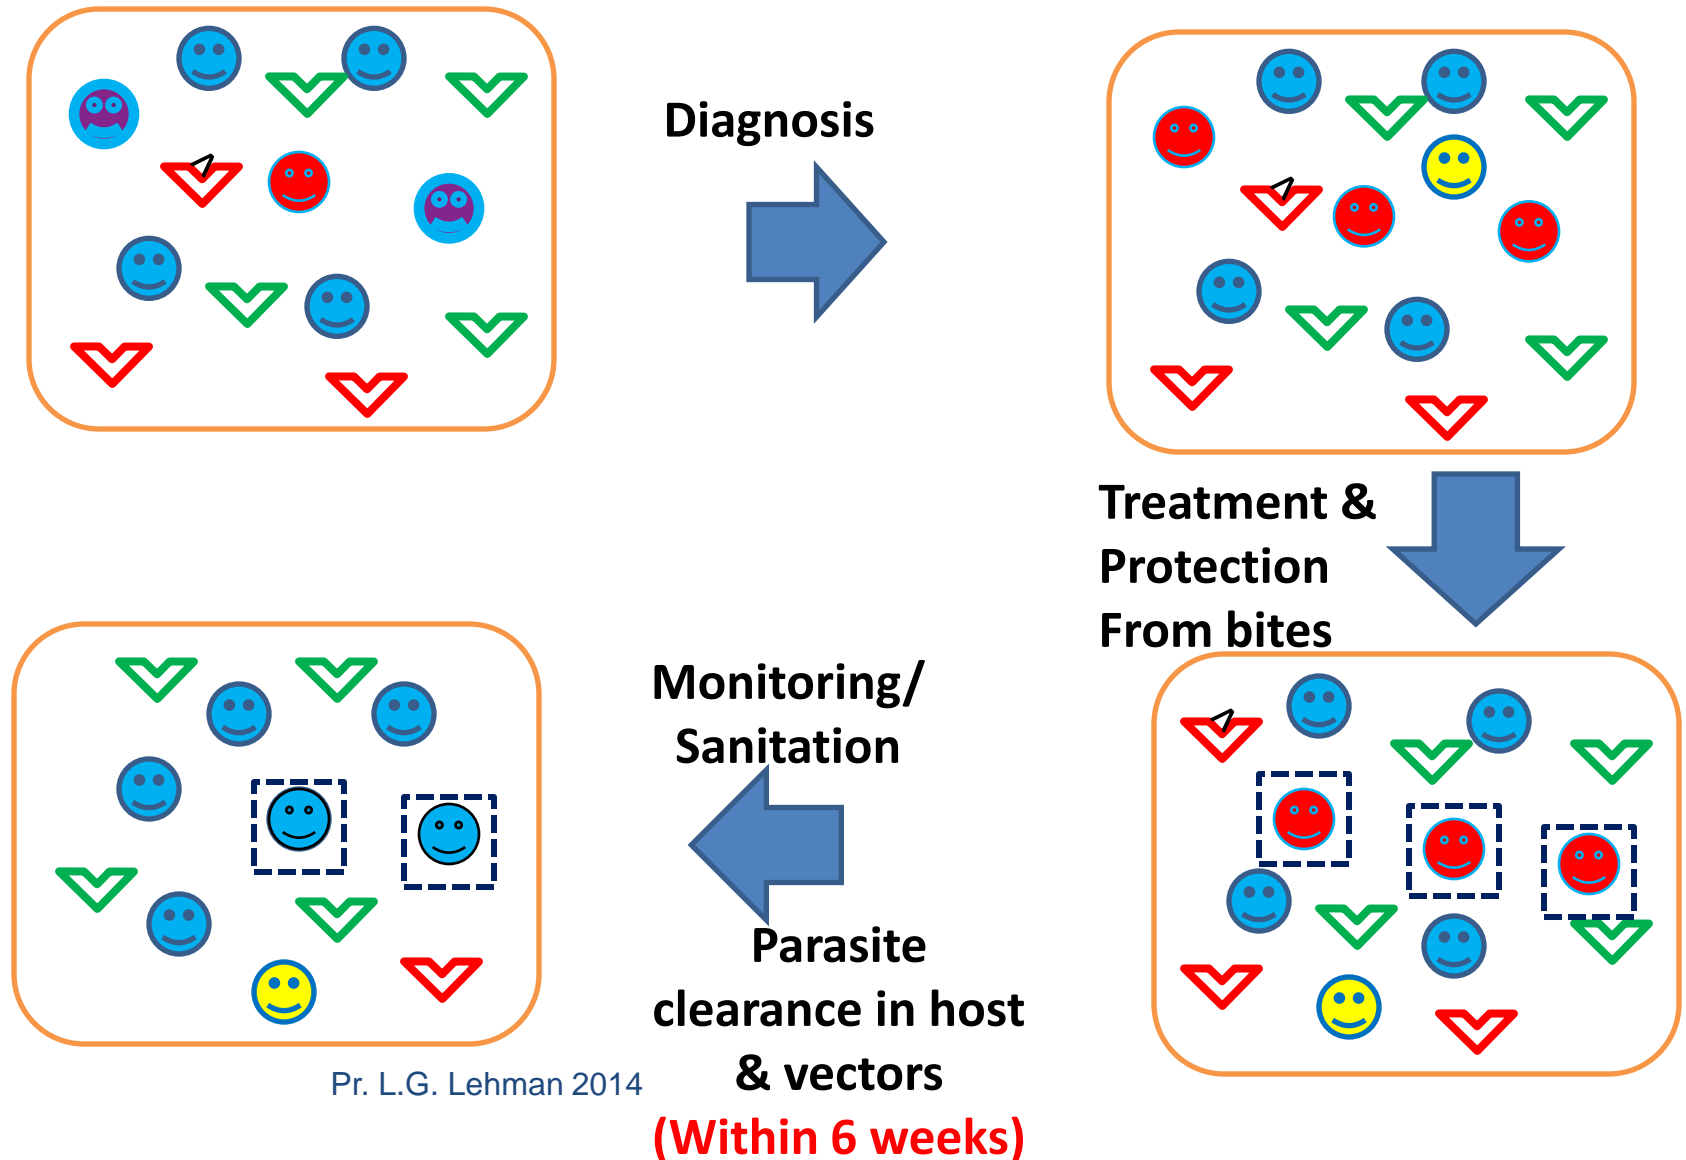 Diagnosis
Treatment &
Protection
From bites
Monitoring/
Sanitation
Parasite
clearance in host
& vectors
(Within 6 weeks)
Pr. L.G. Lehman 2014